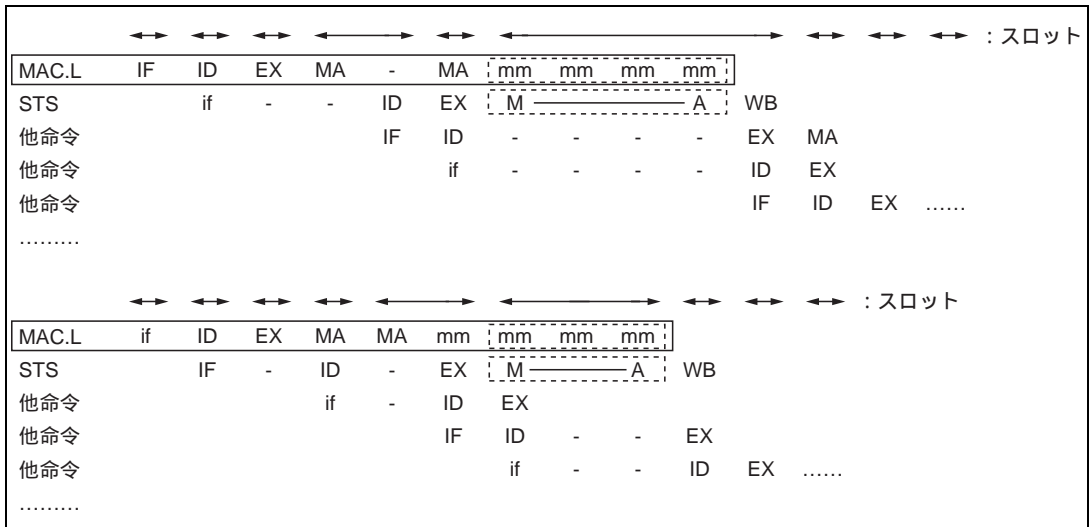 ：スロット
MAC.L IF ID EX MA - MA mm mm mm mm
STS if - - ID EX M A WB
他命令 IF ID - - - - EX MA
他命令 if - - - - ID EX
他命令 IF ID EX ……
………
：スロット
MAC.L if ID EX MA MA mm mm mm mm
STS IF - ID - EX M A WB
他命令 if - ID EX
他命令 IF ID - - EX
他命令 if - - ID EX ……
………